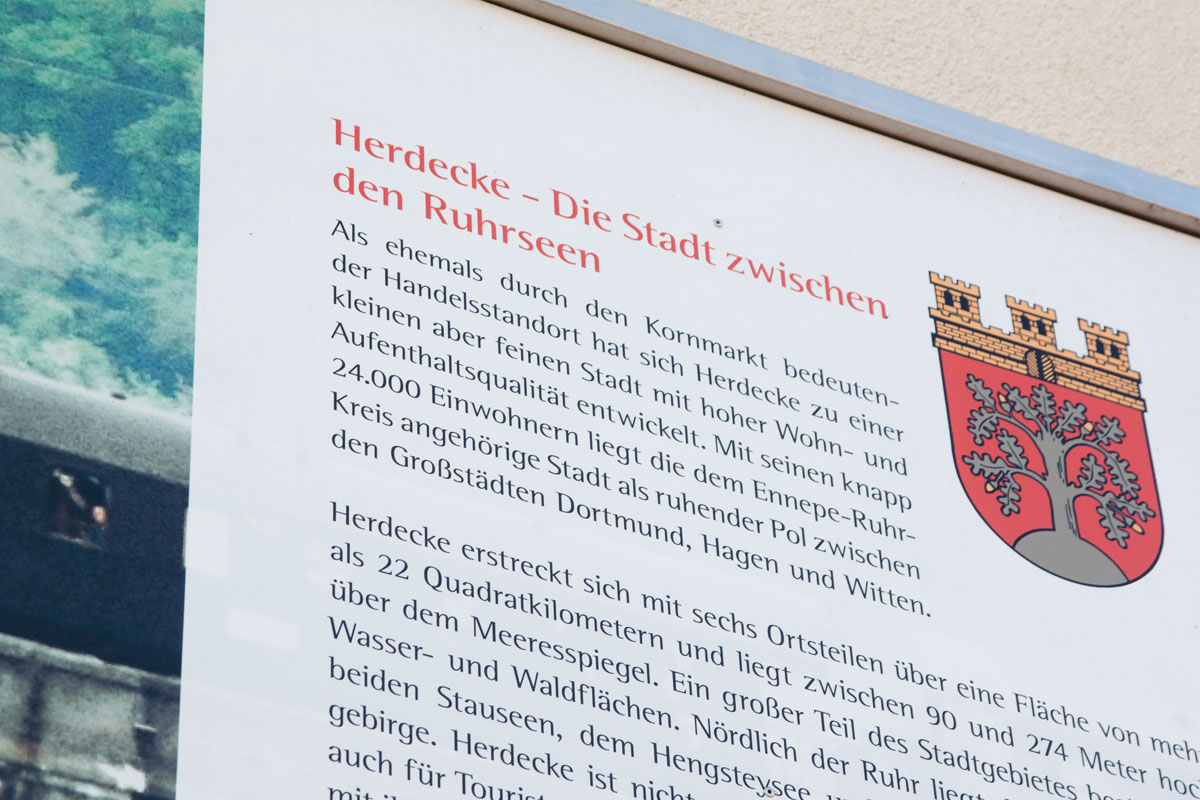 Herdecke – Die Stadt zwischen
den Ruhrseen
Als ehemals durch den Kornmarkt bedeuten-
der Handelsstandort hat sich Herdecke zu einer
kleinen aber feinen Stadt mit hoher Wohn- und
Aufenthaltsqualität entwickelt. Mit seinen knapp
24.000 Einwohnern liegt die dem Ennepe-Ruhr-
Kreis angehörige Stadt als ruhender Pol zwischen
den Großstädten Dortmund, Hagen und Witten.
Herdecke erstreckt sich mit sechs Ortsteilen über eine Fläche von meh
als 22 Quadratkilometern und liegt zwischen 90 und 274 Meter hoc
über dem Meeresspiegel. Ein großer Teil des Stadtgebietes
Wasser- und Waldflächen. Nördlich der Ruhr
beiden Stauseen, dem Hengsteysee
gebirge. Herdecke ist nicht
auch für
mit